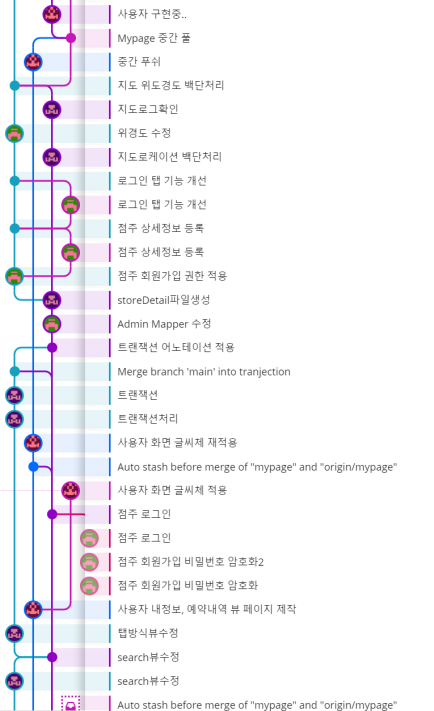 사용자 구현중..
Mypage 중간 풀
중간 푸쉬
지도 위도경도 백단처리
지도로그확인
위경도 수정
지도로케이션 백단처리
로그인 탭 기능 개선
로그인 탭 기능 개선
점주 상세정보 등록
점주 상세정보 등록
점주 회원가입 권한 적용
storeDetail파일생성
Admin Mapper 수정
트랜잭션 어노테이션 적용
Merge branch 'main' into tranjection
트랜잭션
트랜잭션처리
사용자 화면 글씨체 재적용
Auto stash before merge of "mypage" and "origin/mypage"
사용자 화면 글씨체 적용
점주 로그인
점주 로그인
점주 회원가입 비밀번호 암호화2
점주 회원가입 비밀번호 암호화
사용자 내정보, 예약내역 뷰 페이지 제작
탭방식뷰수정
search뷰수정
search뷰수정
Auto stash before merge of "mypage" and "origin/mypage"